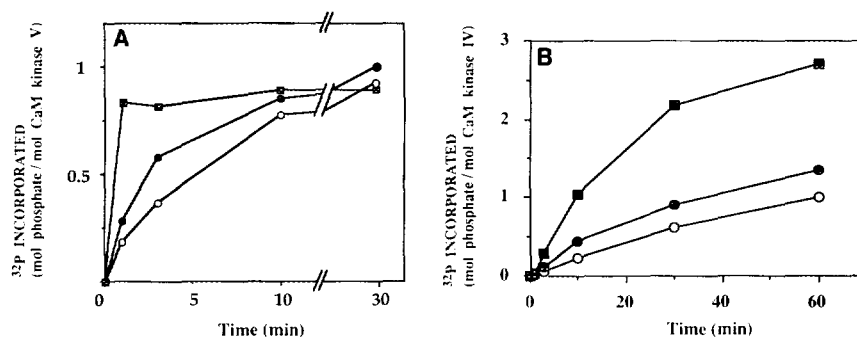 A
³²P INCORPORATED
(mol phosphate / mol CaM kinase V)
1
0.5
0
5
10
30
Time (min)
B
³²P INCORPORATED
(mol phosphate / mol CaM kinase IV)
3
2
1
0
0
20
40
60
Time (min)